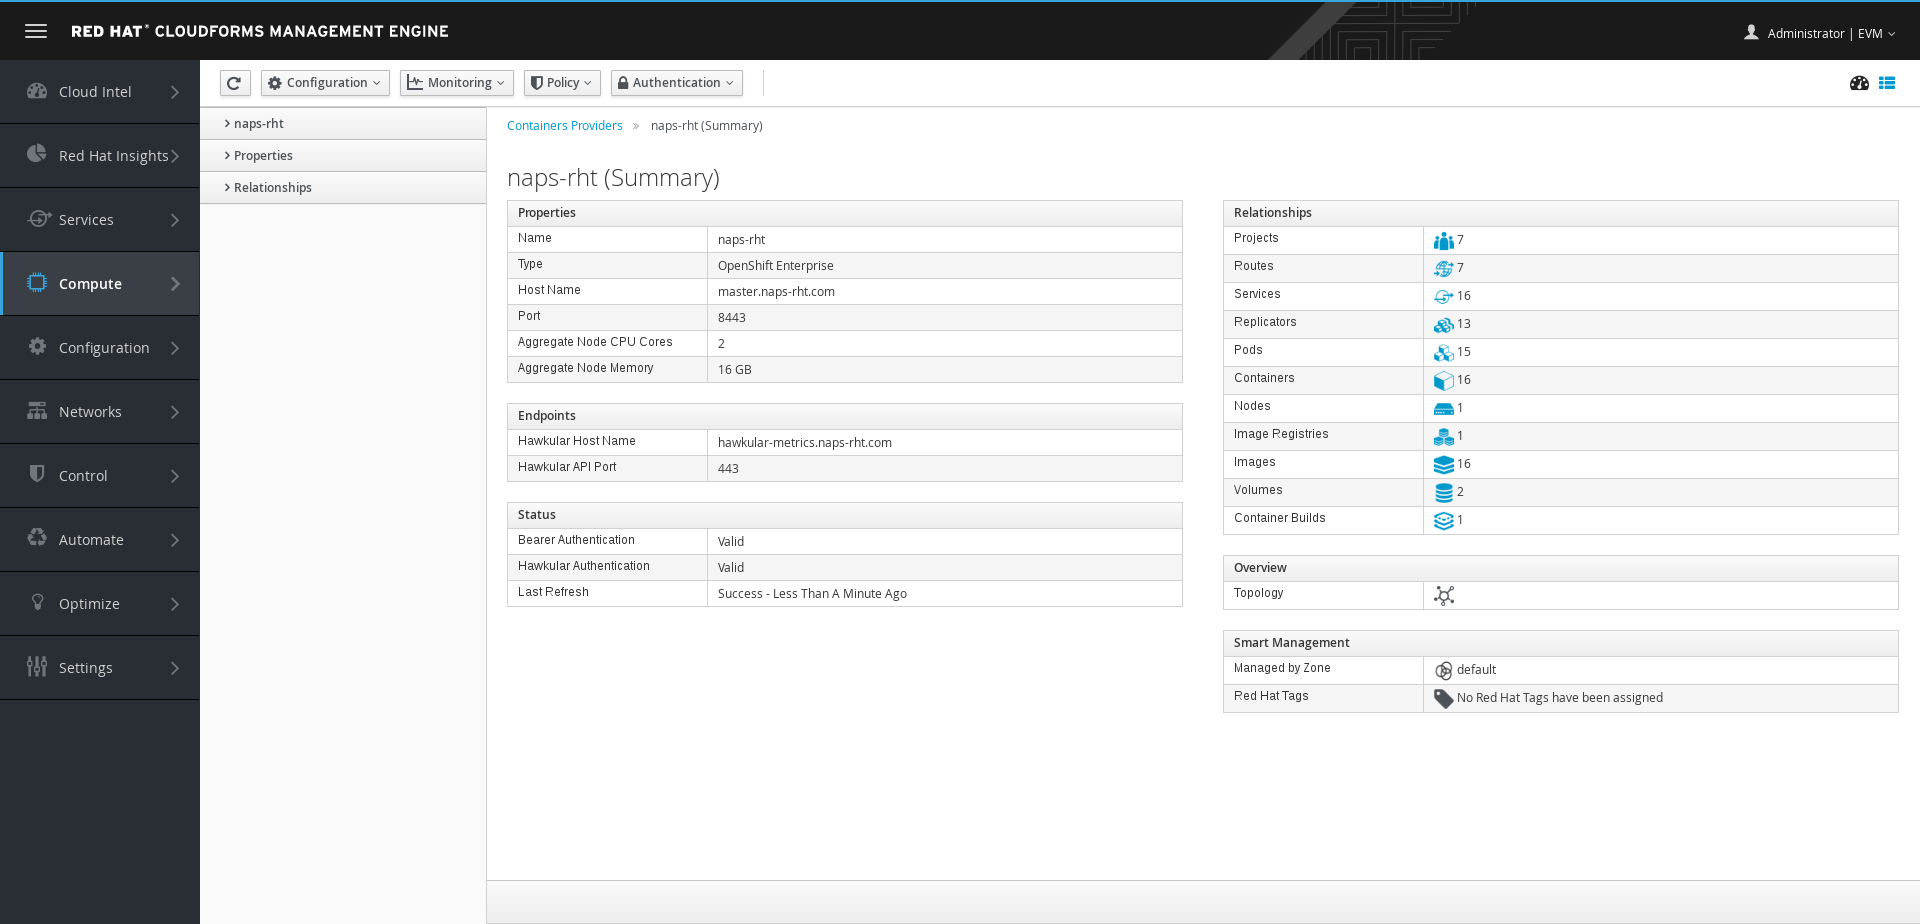 RED HAT® CLOUDFORMS MANAGEMENT ENGINE
Administrator | EVM
Cloud Intel
Red Hat Insights
Services
Compute
Configuration
Networks
Control
Automate
Optimize
Settings
Configuration
Monitoring
Policy
Authentication
naps-rht
Properties
Relationships
Containers Providers » naps-rht (Summary)
naps-rht (Summary)
Properties
Name naps-rht
Type OpenShift Enterprise
Host Name master.naps-rht.com
Port 8443
Aggregate Node CPU Cores 2
Aggregate Node Memory 16 GB
Endpoints
Hawkular Host Name hawkular-metrics.naps-rht.com
Hawkular API Port 443
Status
Bearer Authentication Valid
Hawkular Authentication Valid
Last Refresh Success - Less Than A Minute Ago
Relationships
Projects 7
Routes 7
Services 16
Replicators 13
Pods 15
Containers 16
Nodes 1
Image Registries 1
Images 16
Volumes 2
Container Builds 1
Overview
Topology
Smart Management
Managed by Zone default
Red Hat Tags No Red Hat Tags have been assigned